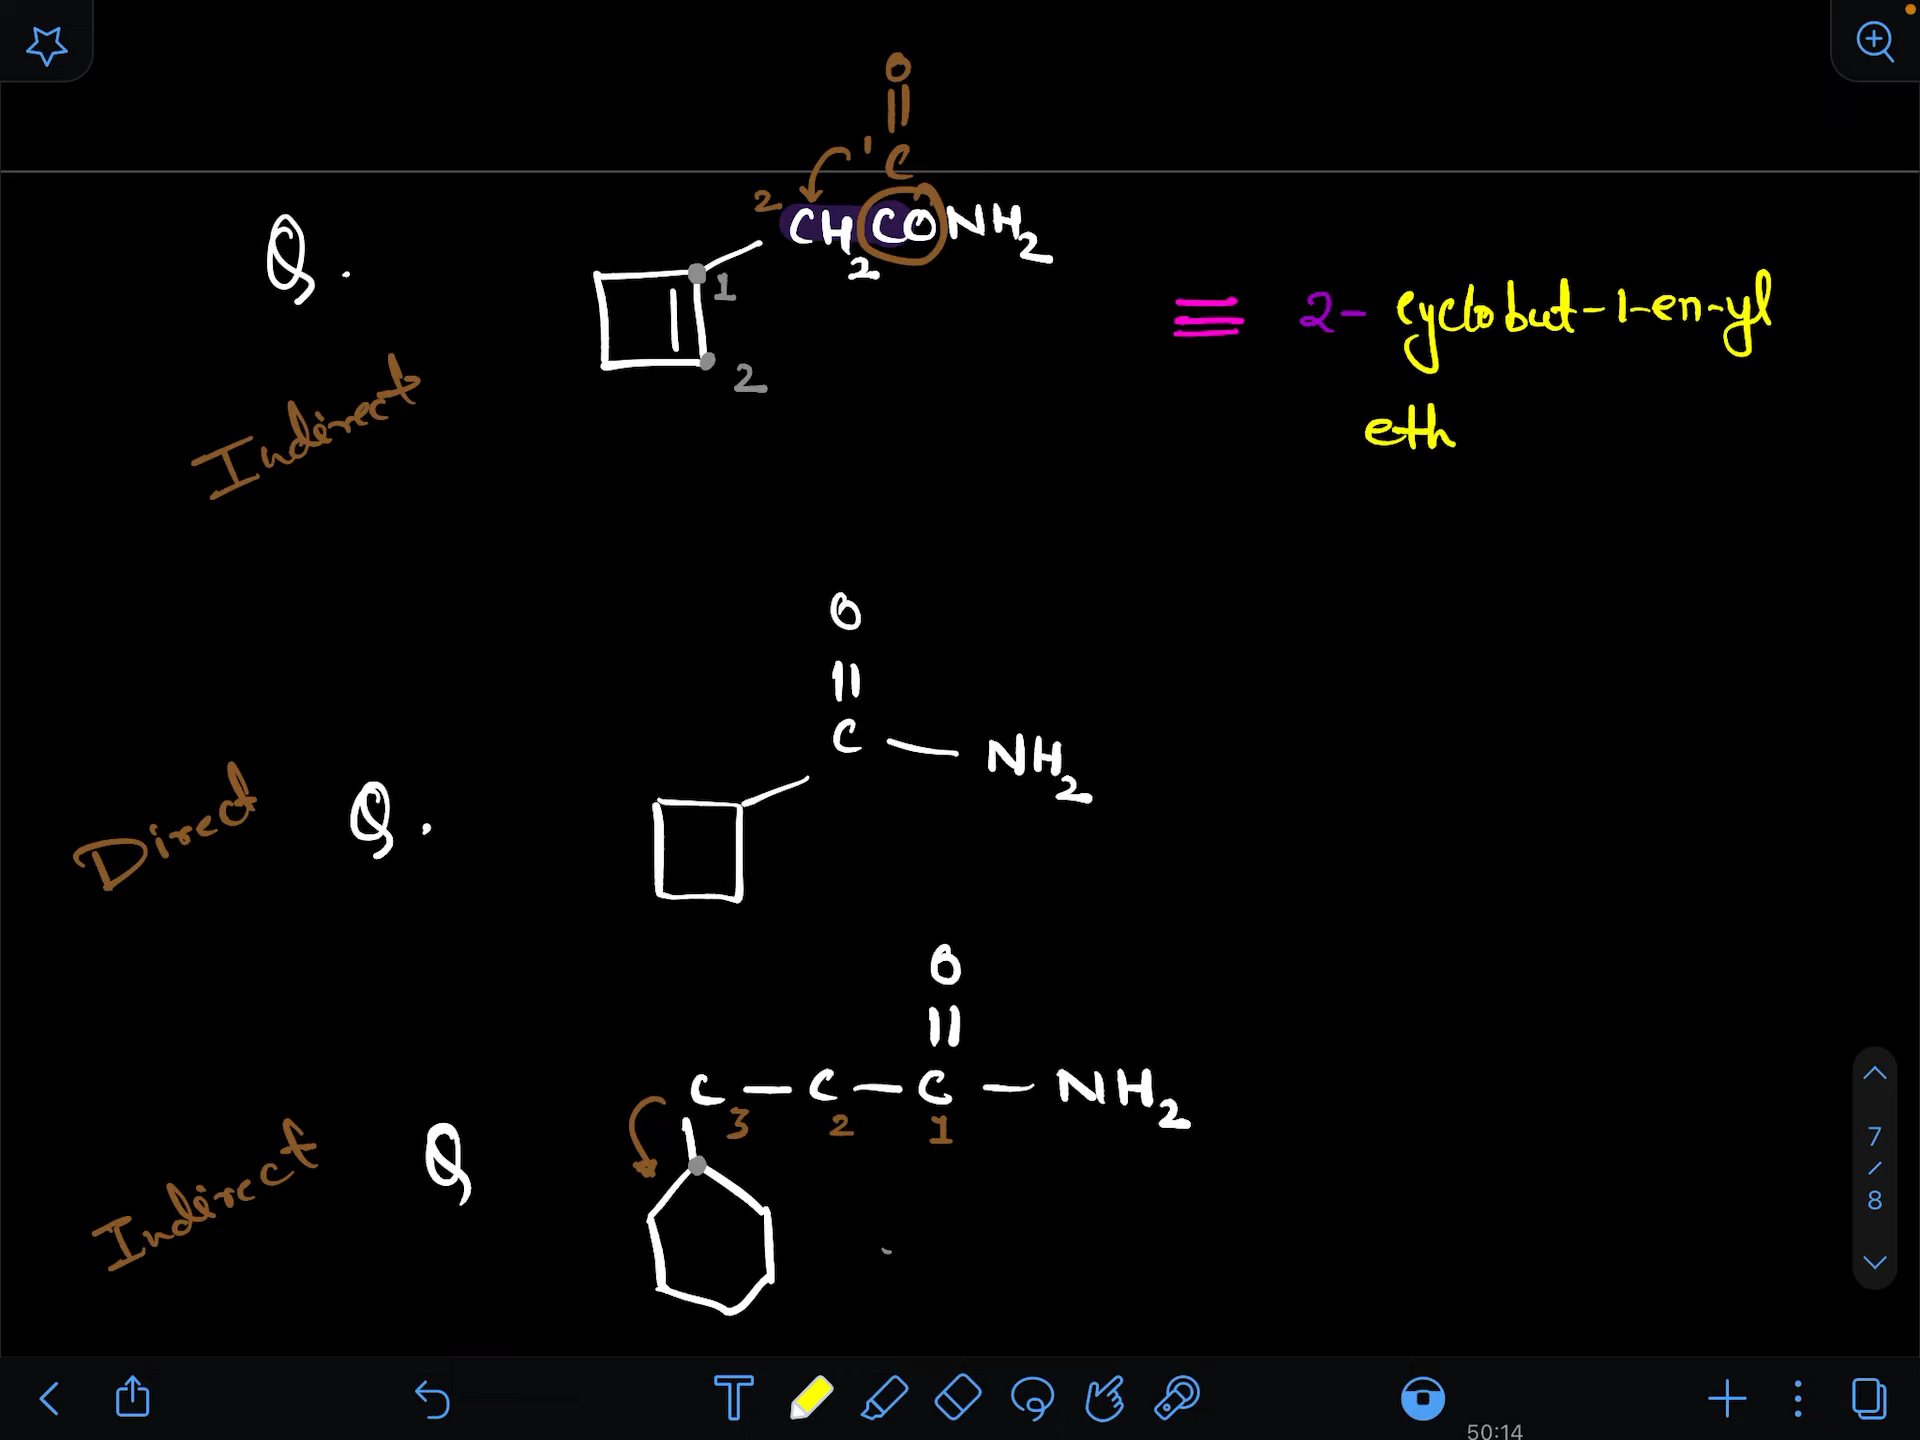 O
||
1 C
Q. 2 CH2CONH2
1
2
≡ 2- cyclobut-1-en-yl
eth
Indirect
O
||
C — NH2
Direct Q.
O
||
C — C — C — NH2
3 2 1
Indirect Q
7
/
8
T
50:14